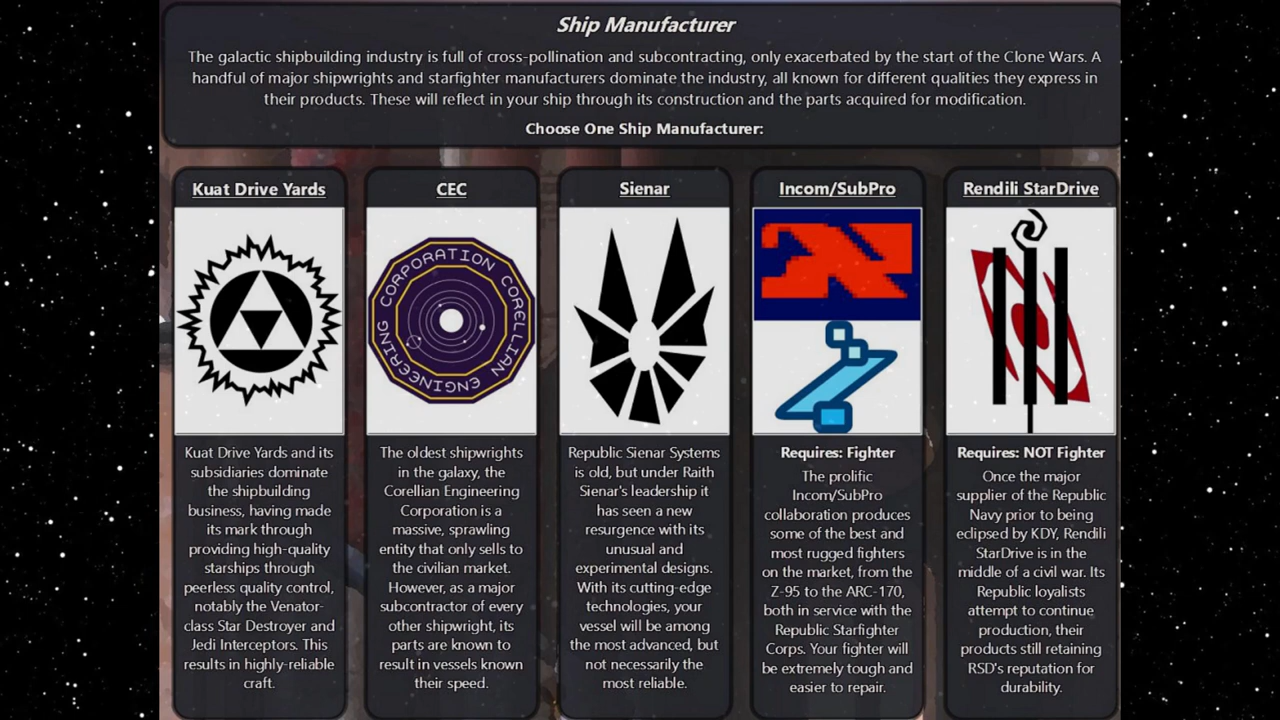 Ship Manufacturer
The galactic shipbuilding industry is full of cross-pollination and subcontracting, only exacerbated by the start of the Clone Wars. A
handful of major shipwrights and starfighter manufacturers dominate the industry, all known for different qualities they express in
their products. These will reflect in your ship through its construction and the parts acquired for modification.
Choose One Ship Manufacturer:
Kuat Drive Yards
Kuat Drive Yards and its
subsidiaries dominate
the shipbuilding
business, having made
its mark through
providing high-quality
starships through
peerless quality control,
notably the Venator-
class Star Destroyer and
Jedi Interceptors. This
results in highly-reliable
craft.
CEC
CORPORATION CORELLIAN ENGINEERING
The oldest shipwrights
in the galaxy, the
Corellian Engineering
Corporation is a
massive, sprawling
entity that only sells to
the civilian market.
However, as a major
subcontractor of every
other shipwright, its
parts are known to
result in vessels known
their speed.
Sienar
Republic Sienar Systems
is old, but under Raith
Sienar's leadership it
has seen a new
resurgence with its
unusual and
experimental designs.
With its cutting-edge
technologies, your
vessel will be among
the most advanced, but
not necessarily the
most reliable.
Incom/SubPro
Requires: Fighter
The prolific
Incom/SubPro
collaboration produces
some of the best and
most rugged fighters
on the market, from the
Z-95 to the ARC-170,
both in service with the
Republic Starfighter
Corps. Your fighter will
be extremely tough and
easier to repair.
Rendili StarDrive
Requires: NOT Fighter
Once the major
supplier of the Republic
Navy prior to being
eclipsed by KDY, Rendili
StarDrive is in the
middle of a civil war. Its
Republic loyalists
attempt to continue
production, their
products still retaining
RSD's reputation for
durability.